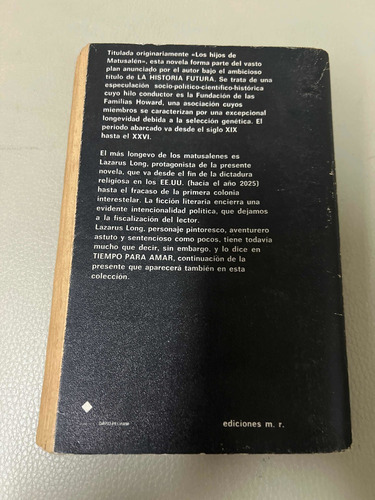 Titulada originariamente «Los hijos de
Matusalén», esta novela forma parte del vasto
plan anunciado por el autor bajo el ambicioso
título de LA HISTORIA FUTURA. Se trata de una
especulación socio-político-científico-histórica
cuyo hilo conductor es la Fundación de las
Familias Howard, una asociación cuyos
miembros se caracterizan por una excepcional
longevidad debida a la selección genética. El
período abarcado va desde el siglo XIX
hasta el XXVI.
El más longevo de los matusalenes es
Lazarus Long, protagonista de la presente
novela, que va desde el fin de la dictadura
religiosa en los EE.UU. (hacia el año 2025)
hasta el fracaso de la primera colonia
interestelar. La ficción literaria encierra una
evidente intencionalidad política, que dejamos
a la fiscalización del lector.
Lazarus Long, personaje pintoresco, aventurero
astuto y sentencioso como pocos, tiene todavía
mucho que decir, sin embargo, y lo dice en
TIEMPO PARA AMAR, continuación de la
presente que aparecerá también en esta
colección.
ediciones m. r.